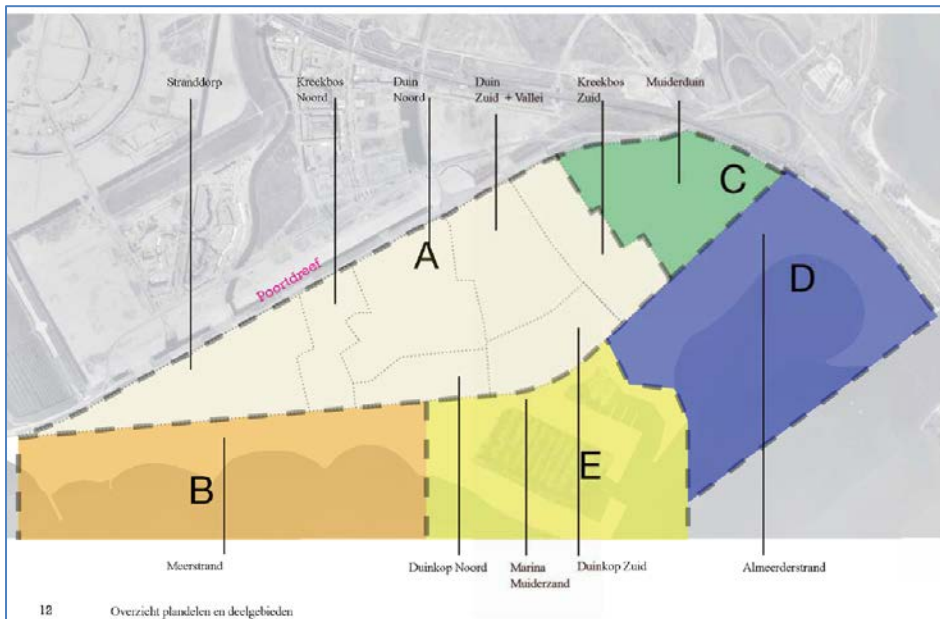 Stranddorp
Kreekbos
Noord
Duin
Noord
Duin
Zuid + Vallei
Kreekbos
Zuid
Muiderduin
C
A
D
Poortdreef
B
E
Meerstrand
Duinkop Noord
Marina
Muiderzand
Duinkop Zuid
Almeerderstrand
12 Overzicht plandelen en deelgebieden